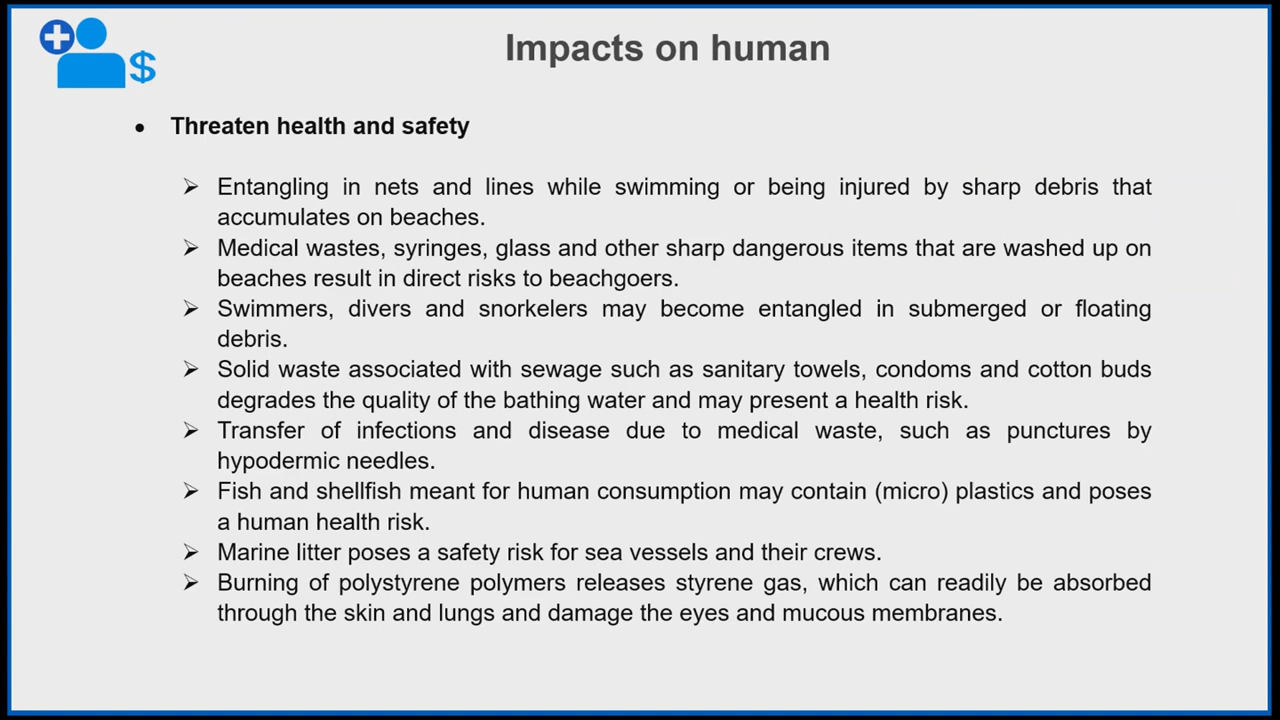 Impacts on human
• Threaten health and safety
➢ Entangling in nets and lines while swimming or being injured by sharp debris that
accumulates on beaches.
➢ Medical wastes, syringes, glass and other sharp dangerous items that are washed up on
beaches result in direct risks to beachgoers.
➢ Swimmers, divers and snorkelers may become entangled in submerged or floating
debris.
➢ Solid waste associated with sewage such as sanitary towels, condoms and cotton buds
degrades the quality of the bathing water and may present a health risk.
➢ Transfer of infections and disease due to medical waste, such as punctures by
hypodermic needles.
➢ Fish and shellfish meant for human consumption may contain (micro) plastics and poses
a human health risk.
➢ Marine litter poses a safety risk for sea vessels and their crews.
➢ Burning of polystyrene polymers releases styrene gas, which can readily be absorbed
through the skin and lungs and damage the eyes and mucous membranes.